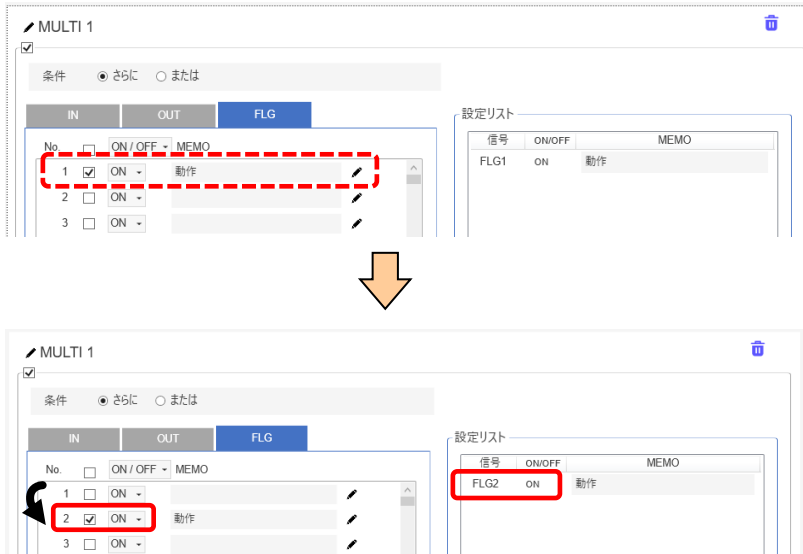 MULTI 1
条件 さらに または
IN OUT FLG
No. ON / OFF MEMO
1 ON 動作
2 ON
3 ON
設定リスト
信号 ON/OFF MEMO
FLG1 ON 動作
MULTI 1
条件 さらに または
IN OUT FLG
No. ON / OFF MEMO
1 ON
2 ON 動作
3 ON
設定リスト
信号 ON/OFF MEMO
FLG2 ON 動作